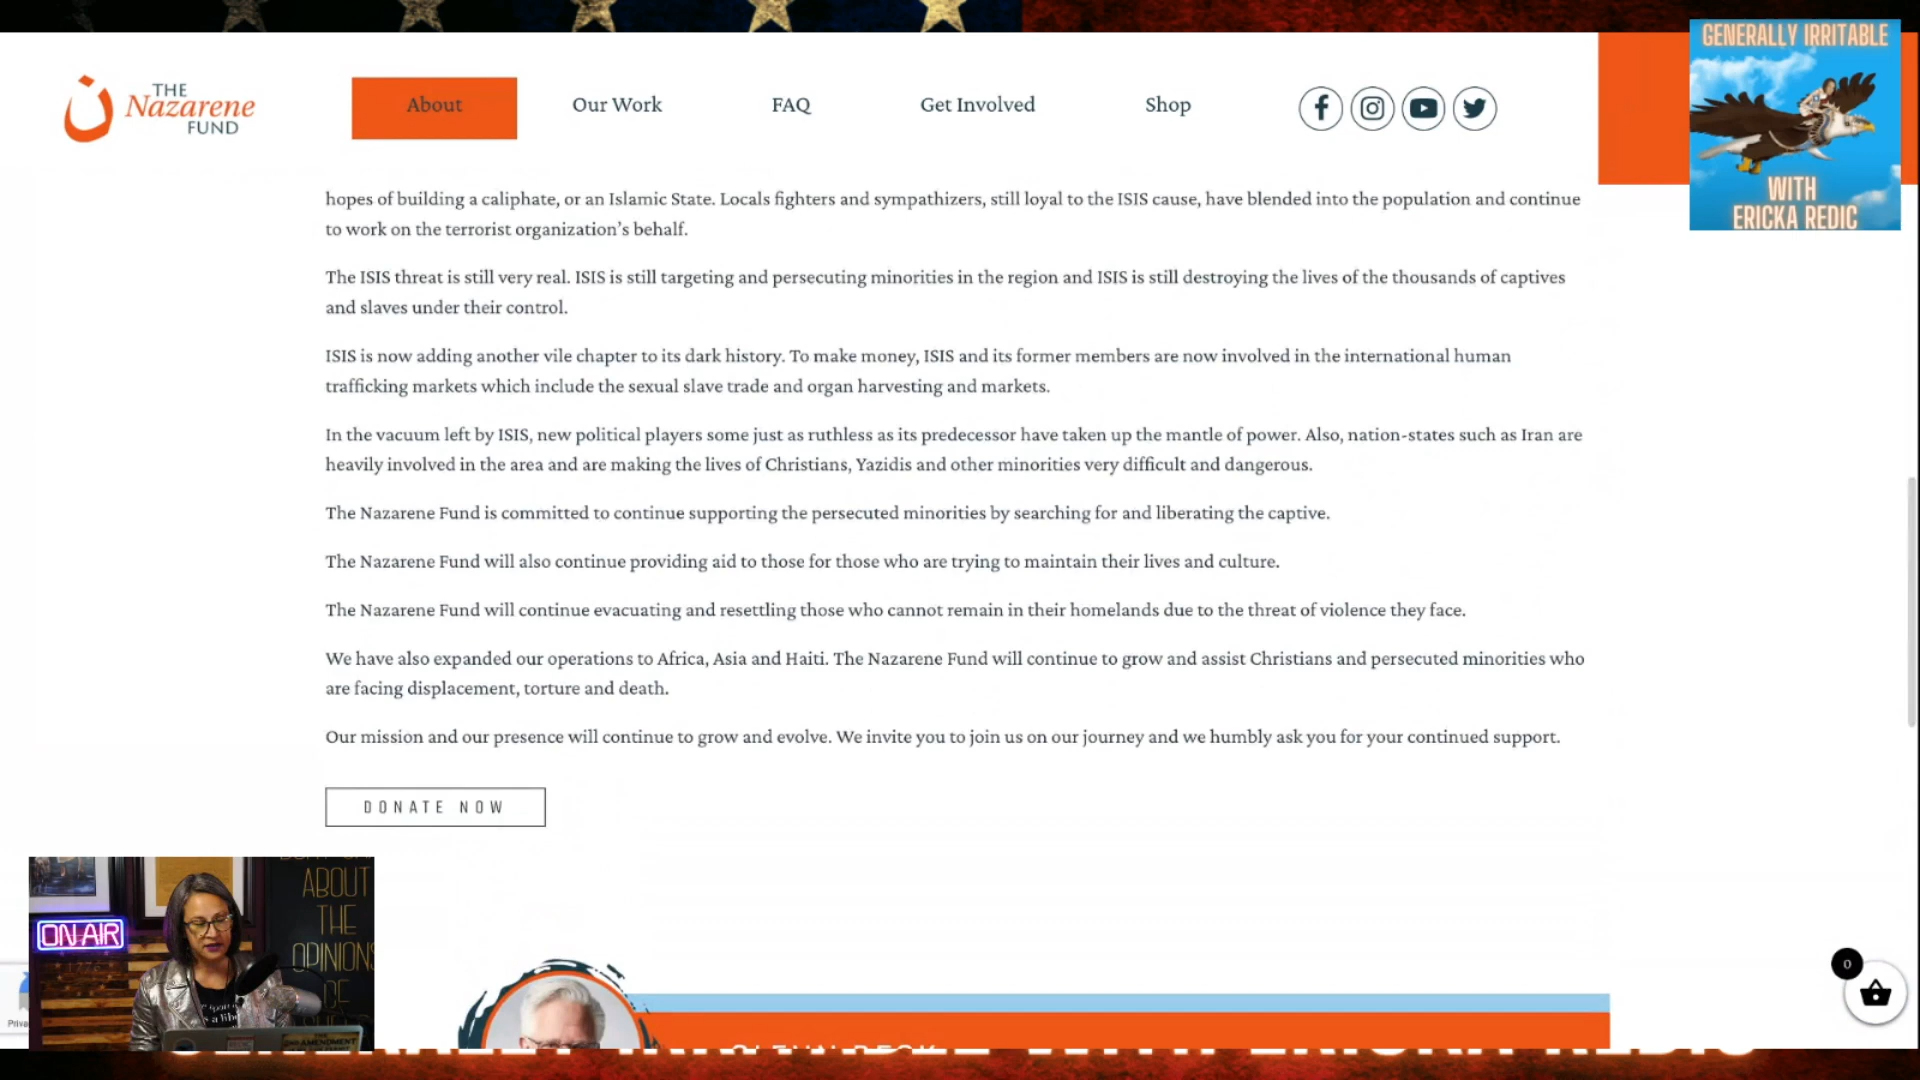 GENERALLY IRRITABLE
WITH
ERICKA REDIC
ن
THE
Nazarene
FUND
About
Our Work
FAQ
Get Involved
Shop
hopes of building a caliphate, or an Islamic State. Locals fighters and sympathizers, still loyal to the ISIS cause, have blended into the population and continue
to work on the terrorist organization’s behalf.
The ISIS threat is still very real. ISIS is still targeting and persecuting minorities in the region and ISIS is still destroying the lives of the thousands of captives
and slaves under their control.
ISIS is now adding another vile chapter to its dark history. To make money, ISIS and its former members are now involved in the international human
trafficking markets which include the sexual slave trade and organ harvesting and markets.
In the vacuum left by ISIS, new political players some just as ruthless as its predecessor have taken up the mantle of power. Also, nation-states such as Iran are
heavily involved in the area and are making the lives of Christians, Yazidis and other minorities very difficult and dangerous.
The Nazarene Fund is committed to continue supporting the persecuted minorities by searching for and liberating the captive.
The Nazarene Fund will also continue providing aid to those for those who are trying to maintain their lives and culture.
The Nazarene Fund will continue evacuating and resettling those who cannot remain in their homelands due to the threat of violence they face.
We have also expanded our operations to Africa, Asia and Haiti. The Nazarene Fund will continue to grow and assist Christians and persecuted minorities who
are facing displacement, torture and death.
Our mission and our presence will continue to grow and evolve. We invite you to join us on our journey and we humbly ask you for your continued support.
DONATE NOW
ON AIR
ABOUT
THE
OPINIONS
0